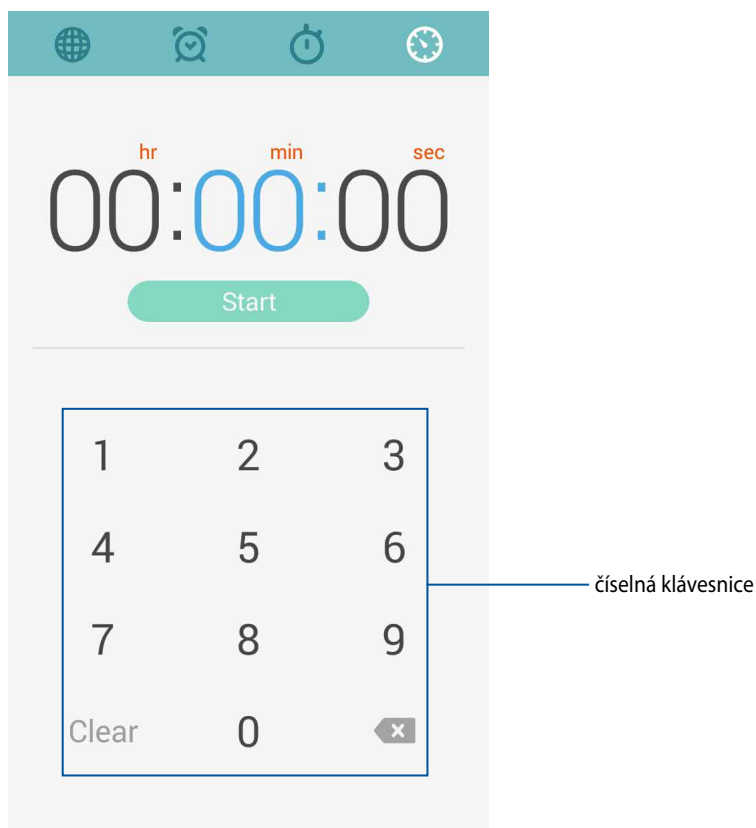 hr min sec
00:00:00
Start
1 2 3
4 5 6
číselná klávesnice
7 8 9
Clear 0